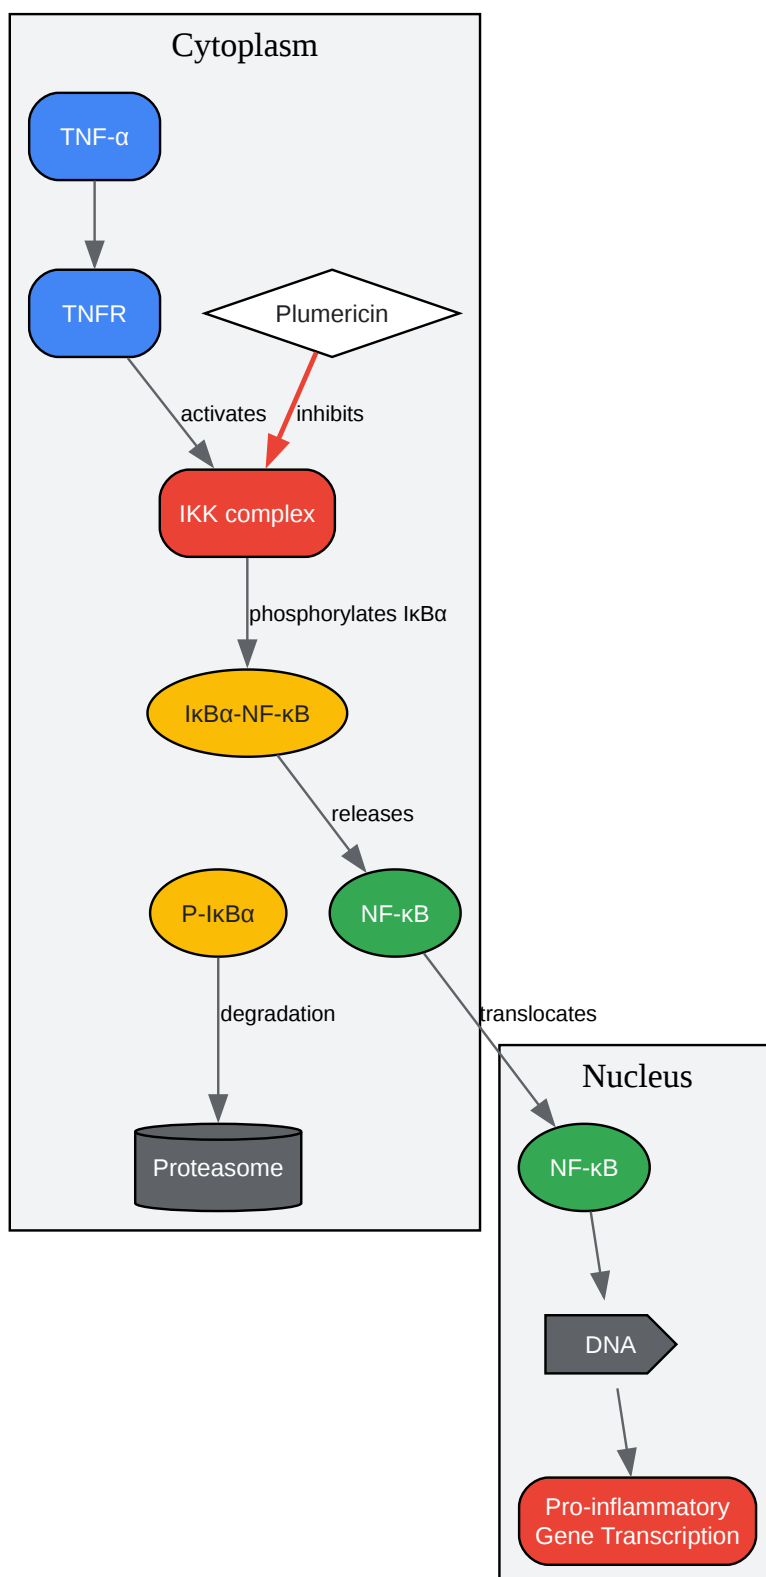 Cytoplasm
TNF-α
TNFR
Plumericin
activates
inhibits
IKK complex
phosphorylates IκBα
IκBα-NF-κB
releases
P-IκBα
NF-κB
degradation
translocates
Nucleus
Proteasome
NF-κB
DNA
Pro-inflammatory
Gene Transcription